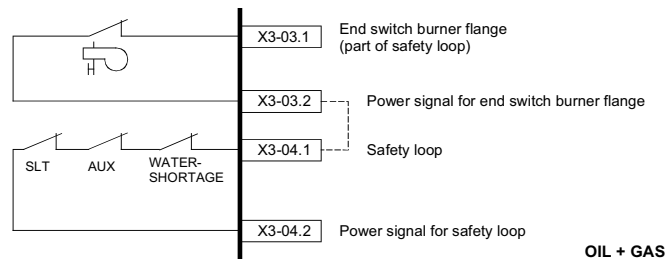 X3-03.1 End switch burner flange
(part of safety loop)
X3-03.2 Power signal for end switch burner flange
X3-04.1 Safety loop
SLT AUX WATER-
SHORTAGE
X3-04.2 Power signal for safety loop
OIL + GAS